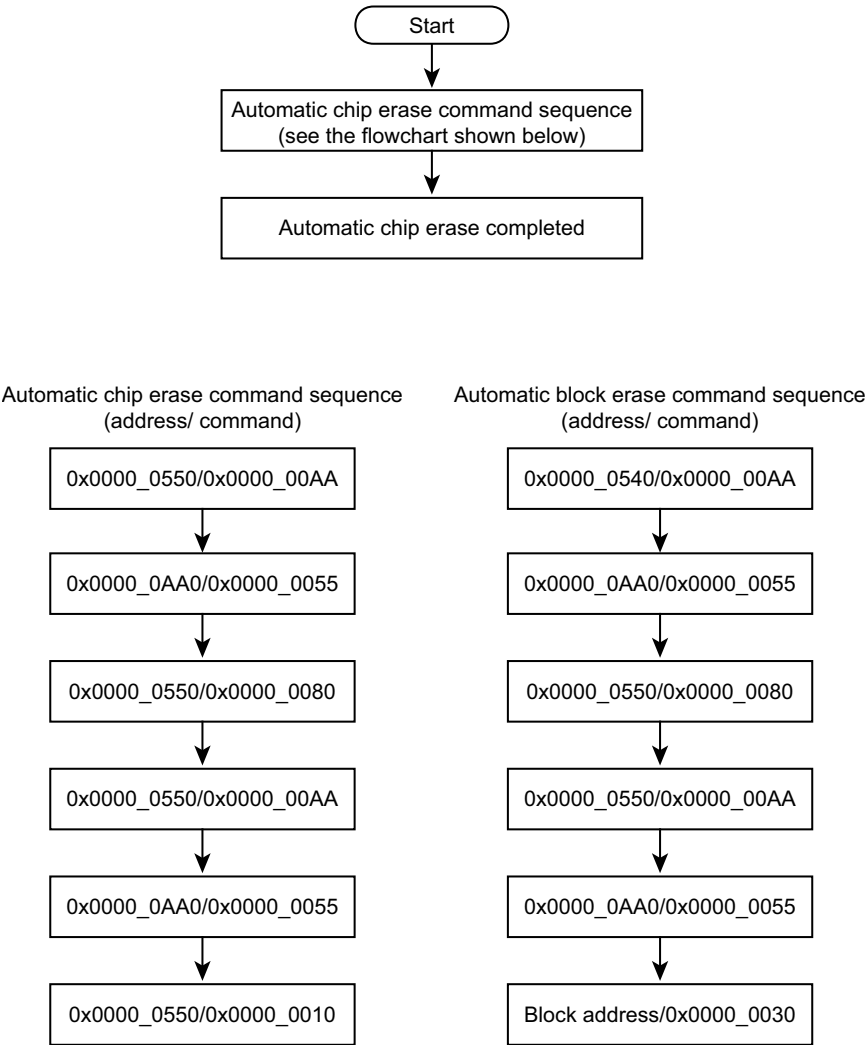 Start
Automatic chip erase command sequence
(see the flowchart shown below)
Automatic chip erase completed
Automatic chip erase command sequence
(address/ command)
0x0000_0550/0x0000_00AA
0x0000_0AA0/0x0000_0055
0x0000_0550/0x0000_0080
0x0000_0550/0x0000_00AA
0x0000_0AA0/0x0000_0055
0x0000_0550/0x0000_0010
Automatic block erase command sequence
(address/ command)
0x0000_0540/0x0000_00AA
0x0000_0AA0/0x0000_0055
0x0000_0550/0x0000_0080
0x0000_0550/0x0000_00AA
0x0000_0AA0/0x0000_0055
Block address/0x0000_0030